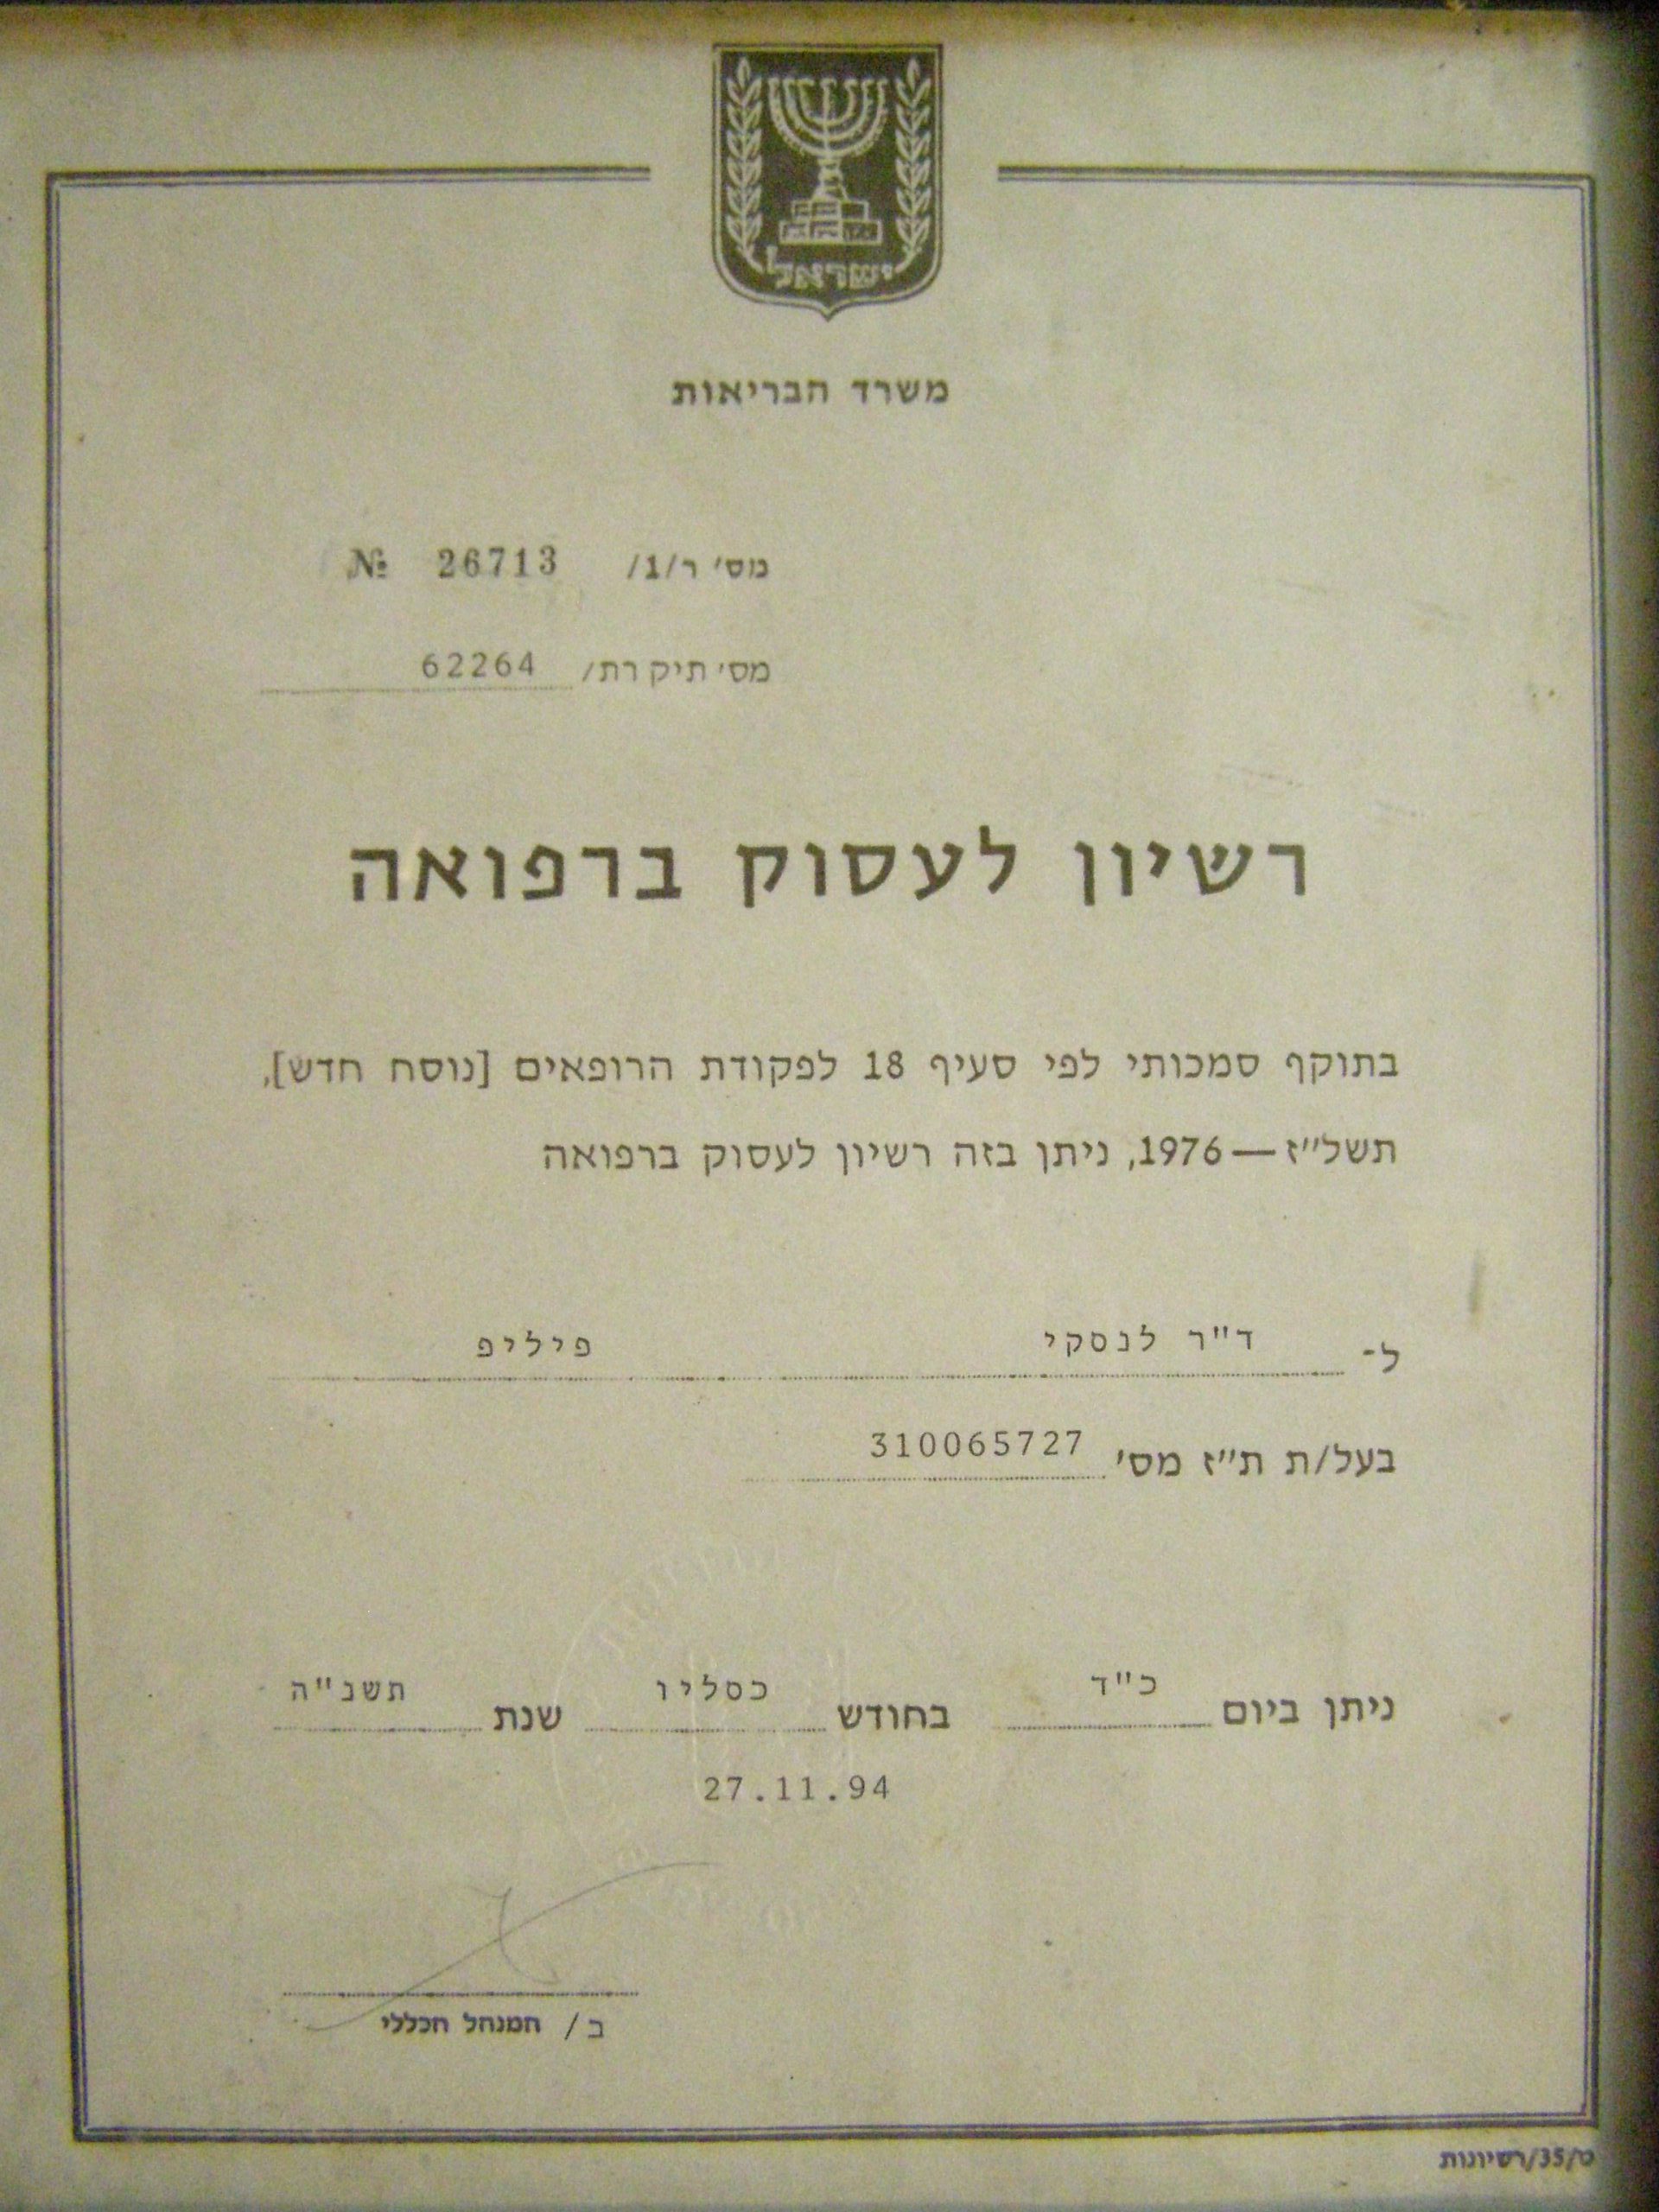 ישראל
משרד הבריאות
מס' ר/1/ № 26713
מס' תיק רת/ 62264
רשיון לעסוק ברפואה
בתוקף סמכותי לפי סעיף 18 לפקודת הרופאים [נוסח חדש],
תשל"ז — 1976, ניתן בזה רשיון לעסוק ברפואה
ל- ד"ר לנסקי פיליפ
בעל/ת ת"ז מס' 310065727
ניתן ביום כ"ד בחודש כסליו שנת תשנ"ה
27.11.94
ב/ המנהל הכללי
ט/35/רשיונות